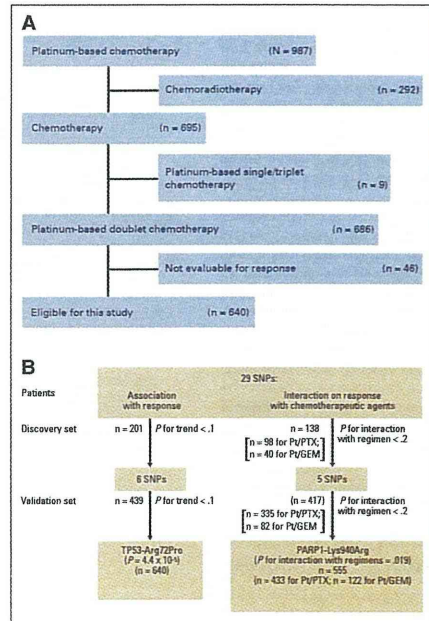 A
Platinum-based chemotherapy (N = 987)
Chemoradiotherapy (n = 292)
Chemotherapy (n = 695)
Platinum-based single/triplet
chemotherapy
(n = 9)
Platinum-based doublet chemotherapy (n = 686)
Not evaluable for response (n = 46)
Eligible for this study (n = 640)
B
29 SNPs:
Patients
Association
with response
Interaction on response
with chemotherapeutic agents
Discovery set
n = 201 P for trend < .1
n = 138
[n = 98 for Pt/PTX;
n = 40 for Pt/GEM]
P for interaction
with regimen < .2
6 SNPs
5 SNPs
Validation set
n = 439 P for trend < .1
(n = 417)
[n = 335 for Pt/PTX;
n = 82 for Pt/GEM]
P for interaction
with regimens < .2
TP53-Arg72Pro
(P = 4.4 x 10
(n = 640)
PARP1-Lys940Arg
(P for interaction with regimens = .019)
n = 555
(n = 433 for Pt/PTX; n = 122 for Pt/GEM)